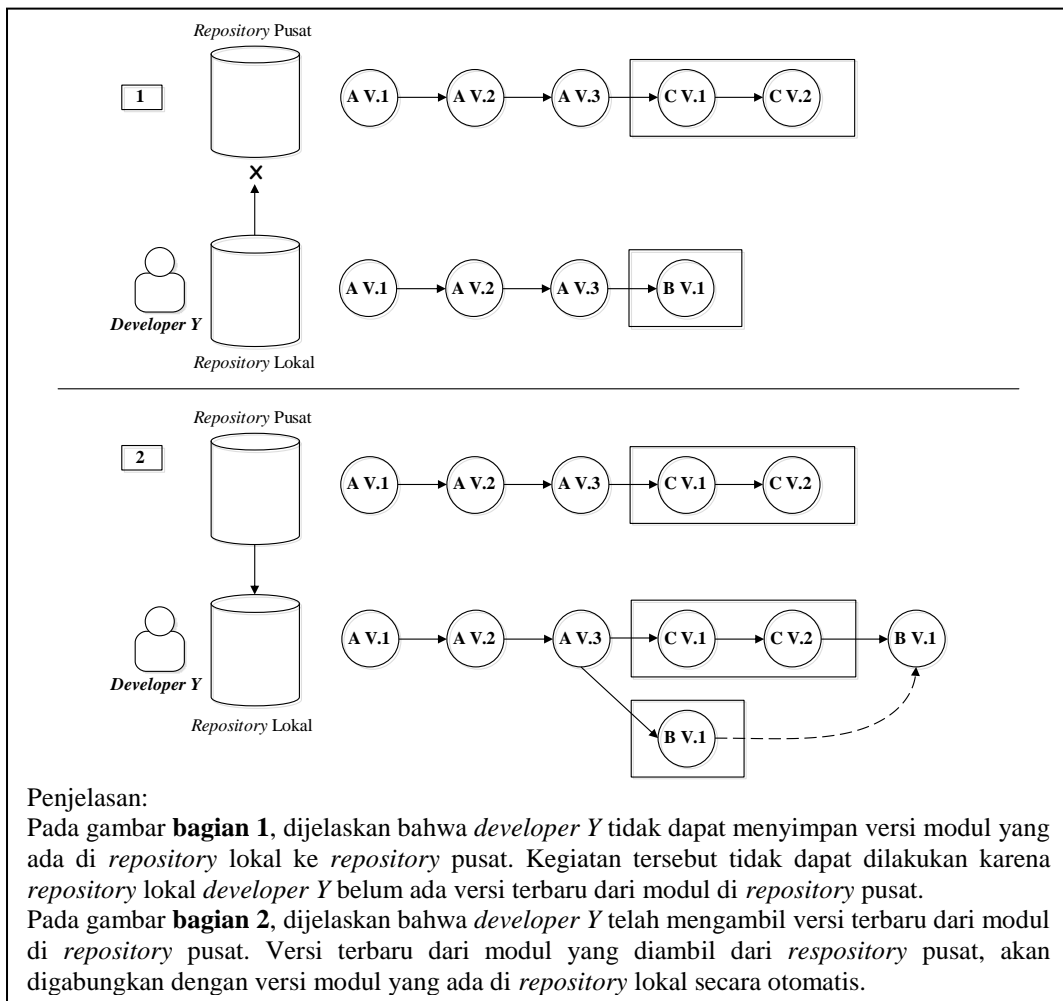 Repository Pusat
1
A V.1 A V.2 A V.3 C V.1 C V.2
X
A V.1 A V.2 A V.3 B V.1
Developer Y
Repository Lokal
Repository Pusat
2
A V.1 A V.2 A V.3 C V.1 C V.2
A V.1 A V.2 A V.3 C V.1 C V.2 B V.1
Developer Y
Repository Lokal
B V.1
Penjelasan:
Pada gambar bagian 1, dijelaskan bahwa developer Y tidak dapat menyimpan versi modul yang
ada di repository lokal ke repository pusat. Kegiatan tersebut tidak dapat dilakukan karena
repository lokal developer Y belum ada versi terbaru dari modul di repository pusat.
Pada gambar bagian 2, dijelaskan bahwa developer Y telah mengambil versi terbaru dari modul
di repository pusat. Versi terbaru dari modul yang diambil dari respository pusat, akan
digabungkan dengan versi modul yang ada di repository lokal secara otomatis.